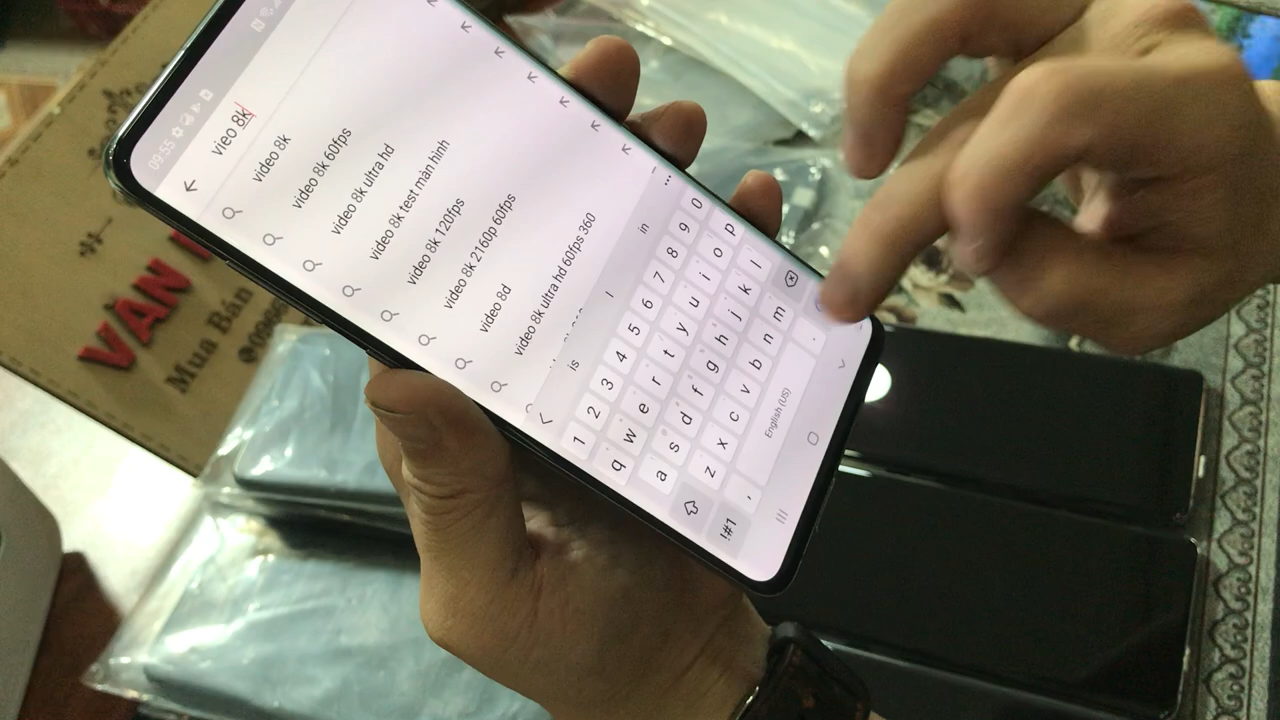 09:55
vieo 8k
video 8k
video 8k 60fps
video 8k ultra hd
video 8k test màn hình
video 8k 120fps
video 8k 2160p 60fps
video 8d
video 8k ultra hd 60fps 360
is
I
in
1 2 3 4 5 6 7 8 9 0
q w e r t y u i o p
a s d f g h j k l
z x c v b n m
!#1 , English (US) .
VÀN
Mua Bán